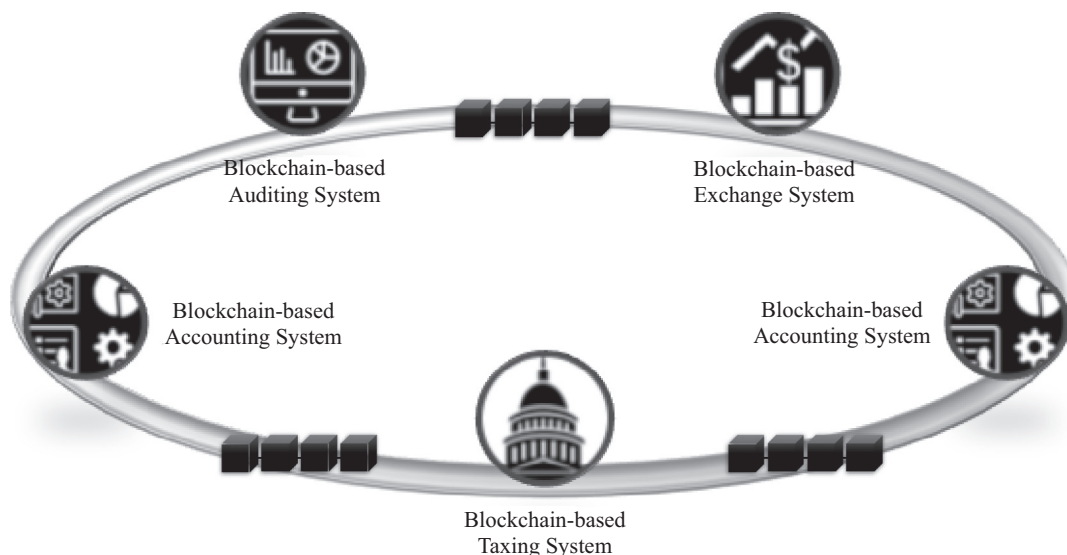 Blockchain-based
Auditing System
Blockchain-based
Exchange System
Blockchain-based
Accounting System
Blockchain-based
Accounting System
Blockchain-based
Taxing System